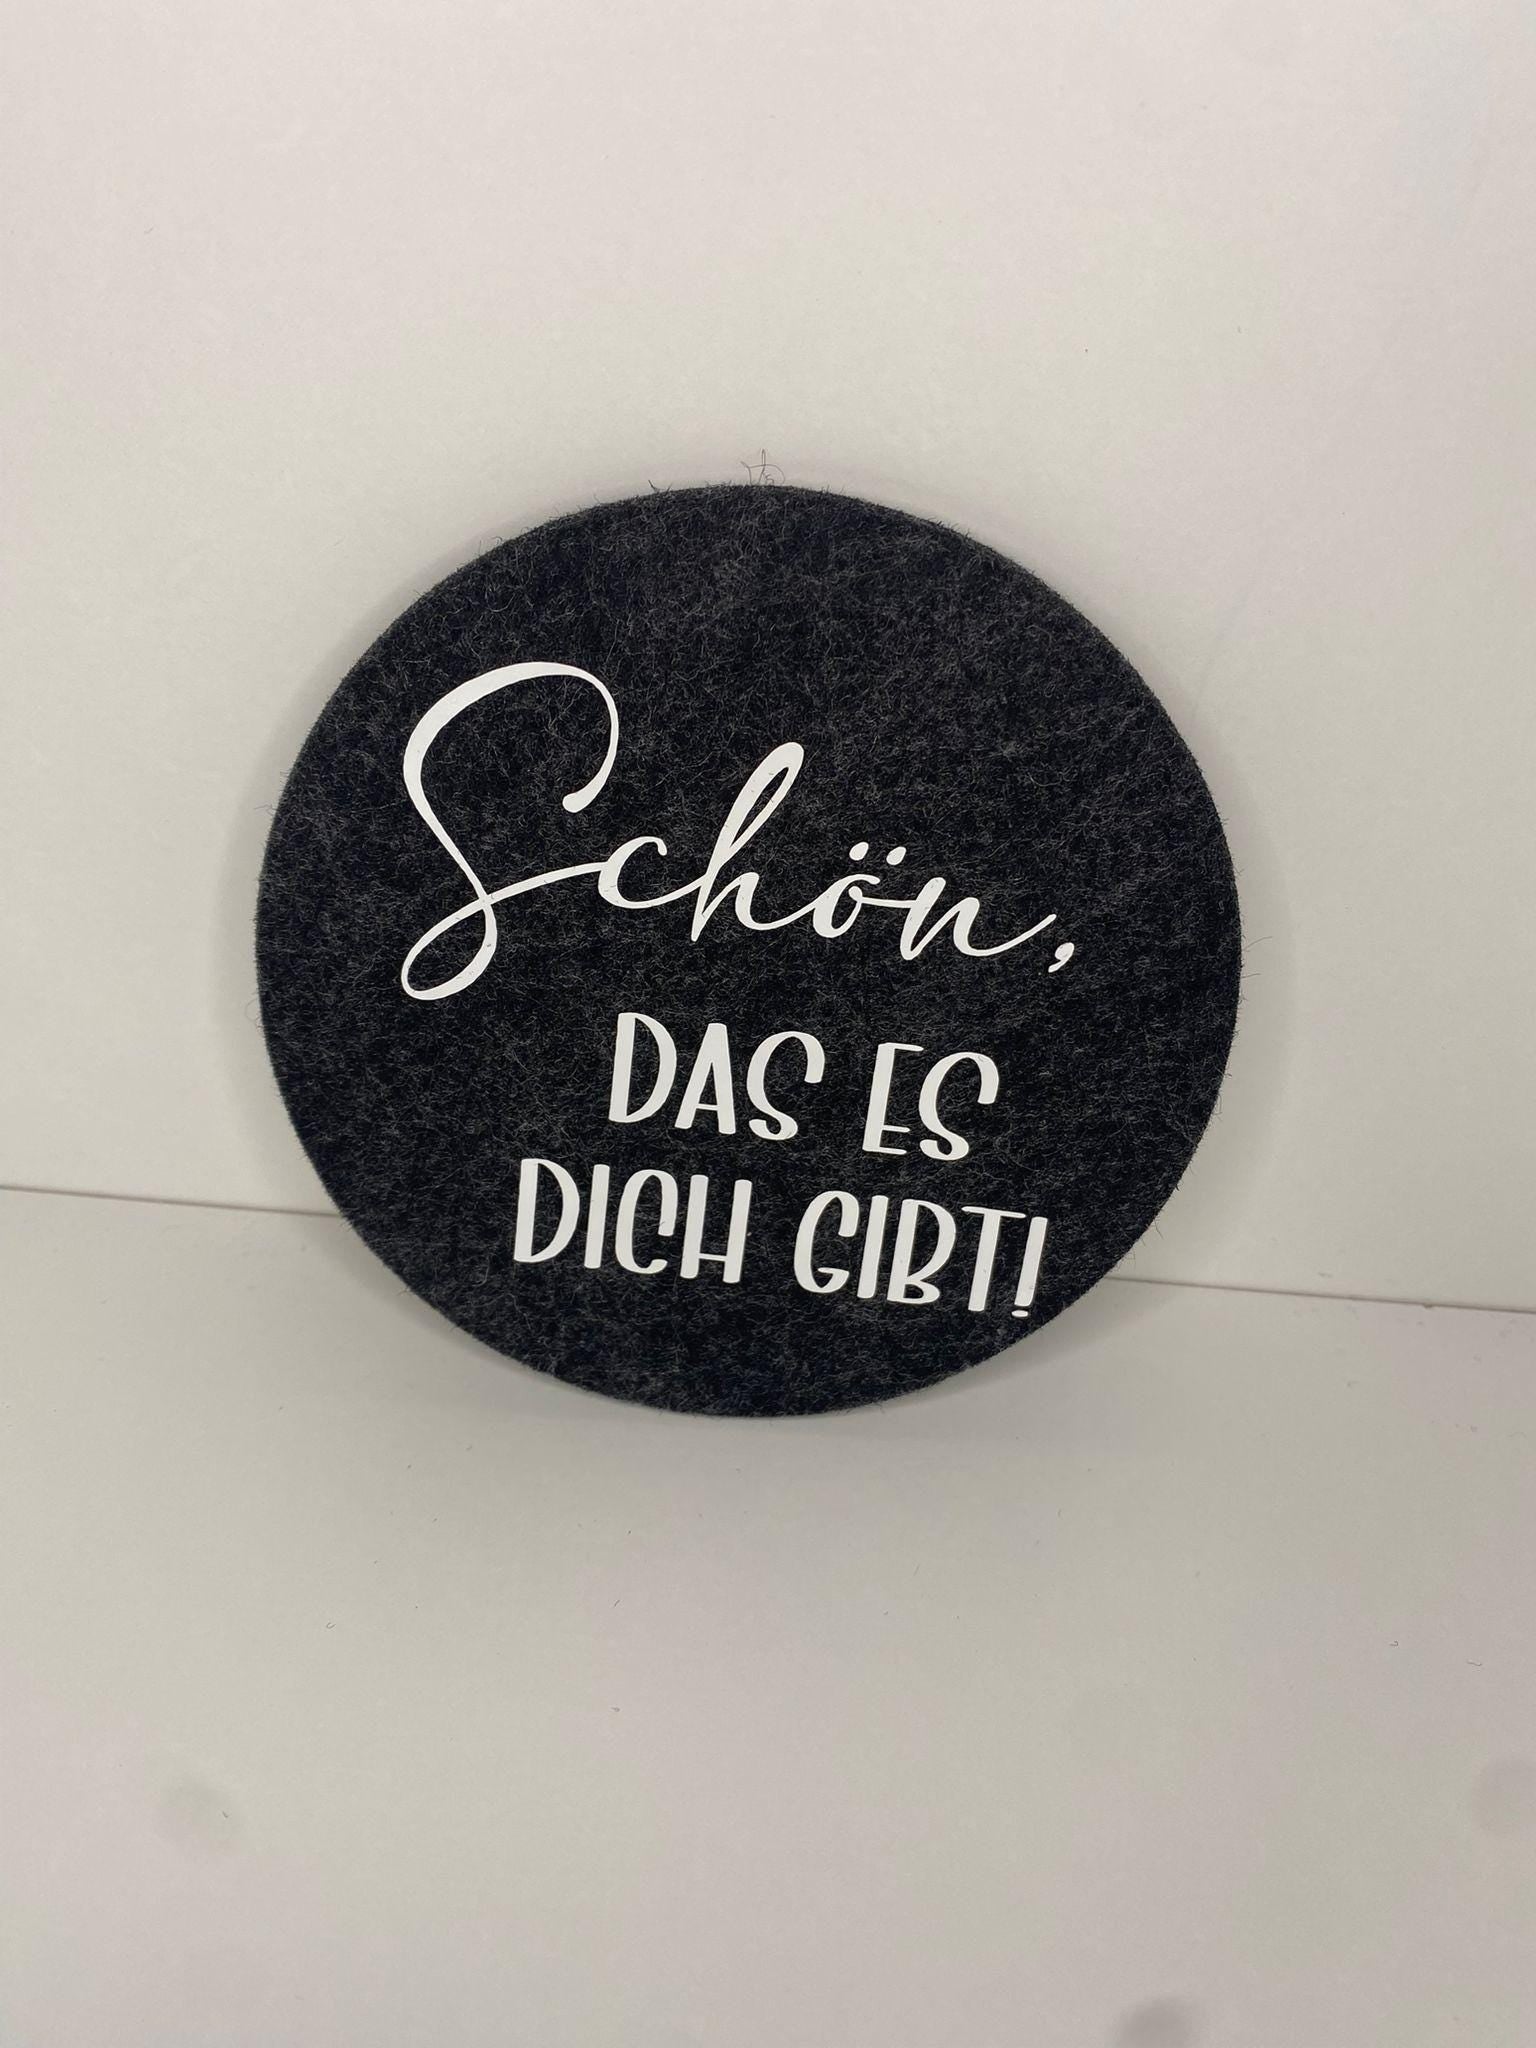 Schön,
DAS ES
DICH GIBT!